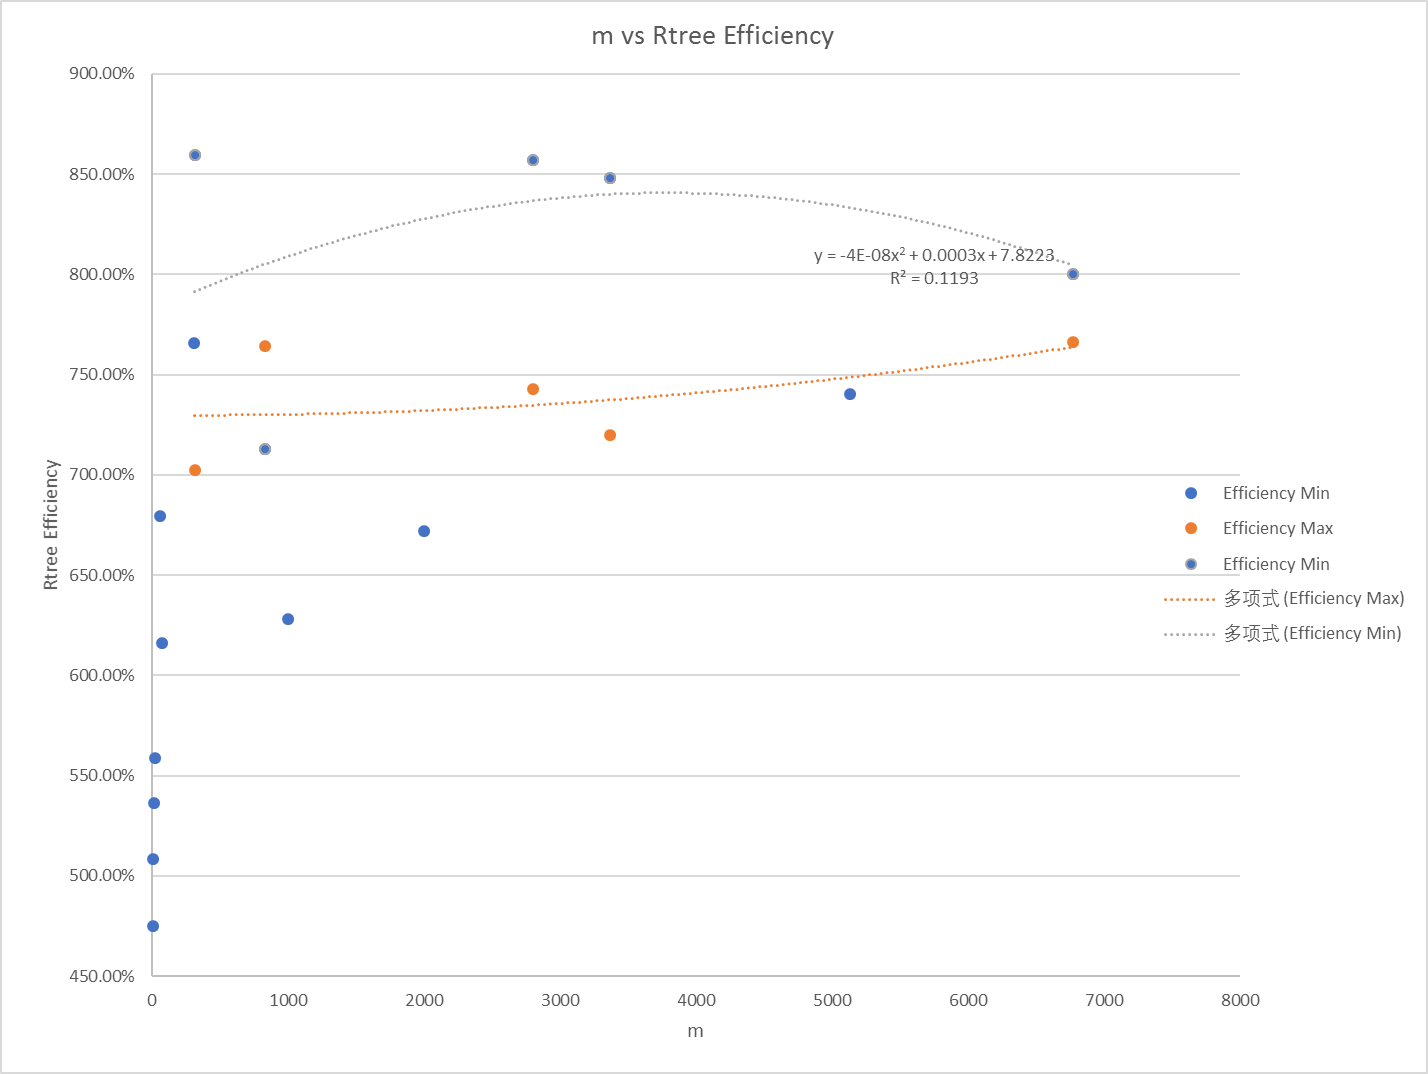 m vs Rtree Efficiency
900.00%
850.00%
800.00%
750.00%
700.00%
650.00%
600.00%
550.00%
500.00%
450.00%
Rtree Efficiency
y = -4E-08x² + 0.0003x + 7.8223
R² = 0.1193
Efficiency Min
Efficiency Max
Efficiency Min
多项式 (Efficiency Max)
多项式 (Efficiency Min)
0 1000 2000 3000 4000 5000 6000 7000 8000
m